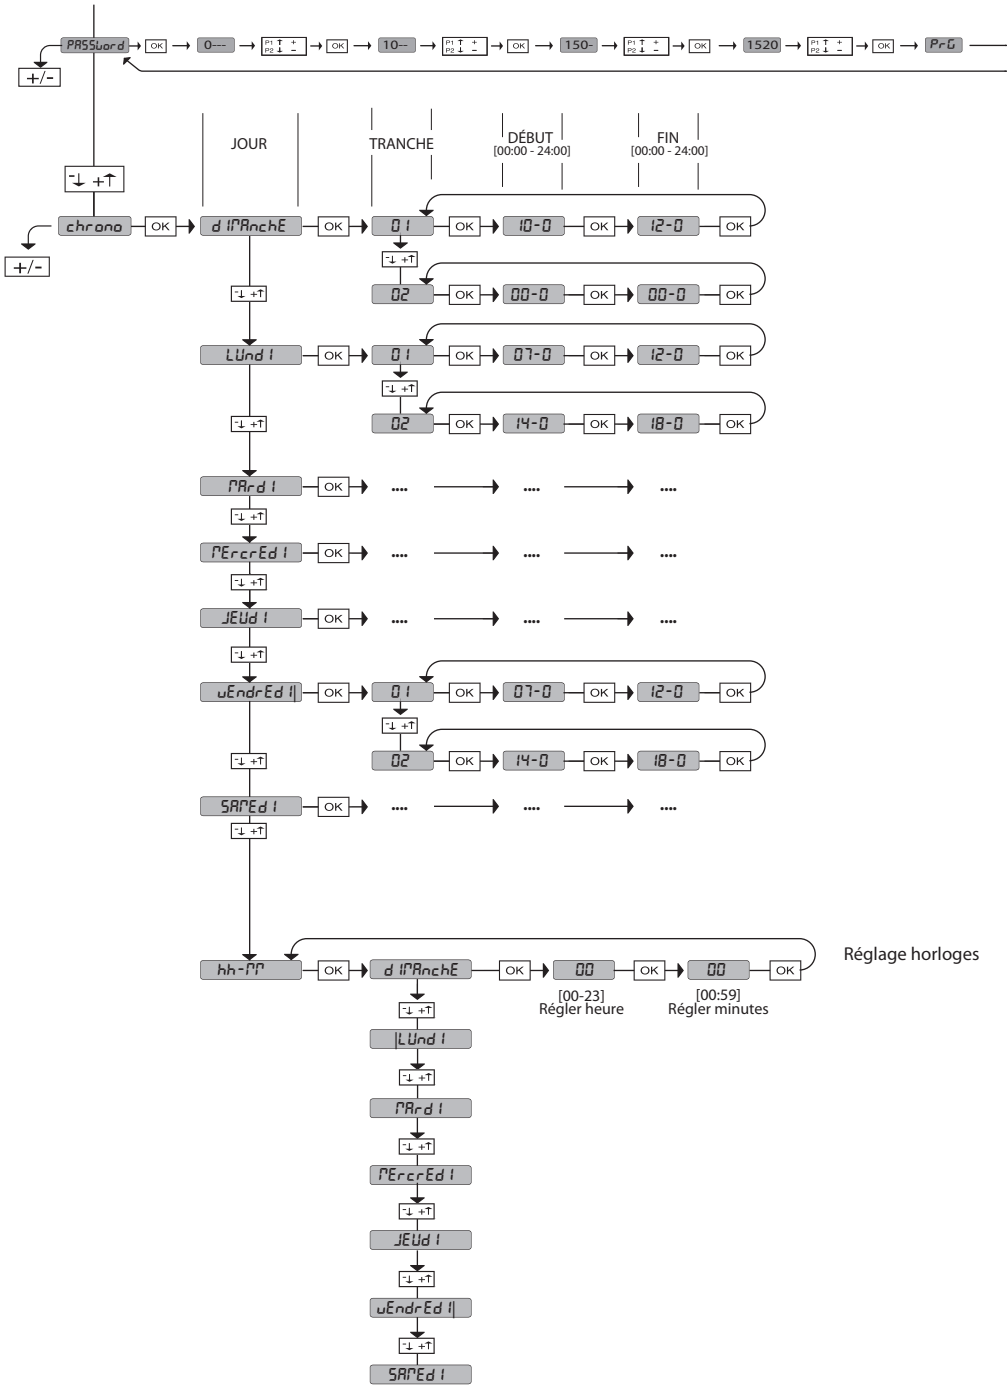 PASSword OK 0--- P1 ↑ + P2 ↓ - OK 10-- P1 ↑ + P2 ↓ - OK 150- P1 ↑ + P2 ↓ - OK 1520 P1 ↑ + P2 ↓ - OK PrG
+/-
JOUR TRANCHE DÉBUT FIN
[00:00 - 24:00] [00:00 - 24:00]
-↓ +↑
chrono OK dIMAnchE OK 01 OK 10-0 OK 12-0 OK
+/-
-↓ +↑
-↓ +↑ 02 OK 00-0 OK 00-0 OK
LUndI OK 01 OK 07-0 OK 12-0 OK
-↓ +↑
-↓ +↑ 02 OK 14-0 OK 18-0 OK
MArdI OK .... .... ....
-↓ +↑
MErcrEdI OK .... .... ....
-↓ +↑
JEUdI OK .... .... ....
-↓ +↑
vEndrEdI| OK 01 OK 07-0 OK 12-0 OK
-↓ +↑
-↓ +↑ 02 OK 14-0 OK 18-0 OK
SAMEdI OK .... .... ....
-↓ +↑
Réglage horloges
hh-MM OK dIMAnchE OK 00 OK 00 OK
[00-23] [00:59]
Régler heure Régler minutes
-↓ +↑
|LUndI
-↓ +↑
MArdI
-↓ +↑
MErcrEdI
-↓ +↑
JEUdI
-↓ +↑
vEndrEdI|
-↓ +↑
SAMEdI